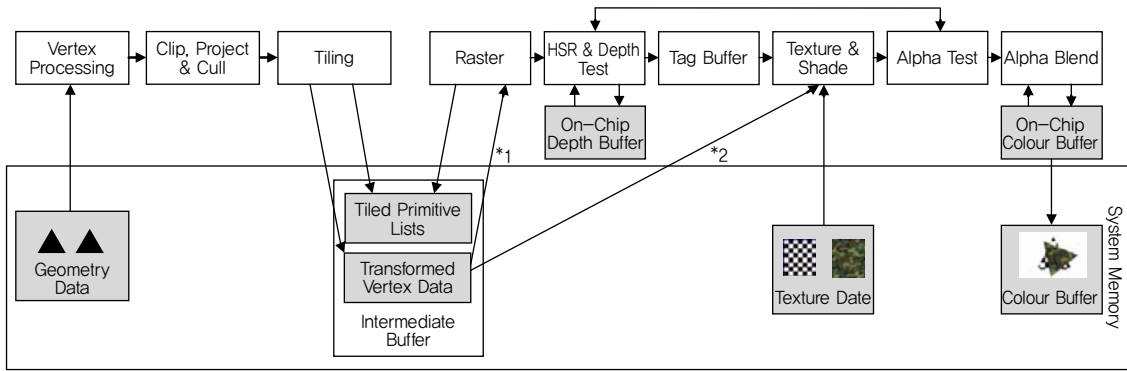 Vertex
Processing
Clip, Project
& Cull
Tiling
Raster
HSR & Depth
Test
Tag Buffer
Texture &
Shade
Alpha Test
Alpha Blend
On-Chip
Depth Buffer
On-Chip
Colour Buffer
*1
*2
Geometry
Data
Tiled Primitive
Lists
Transformed
Vertex Data
Intermediate
Buffer
Texture Date
Colour Buffer
System Memory